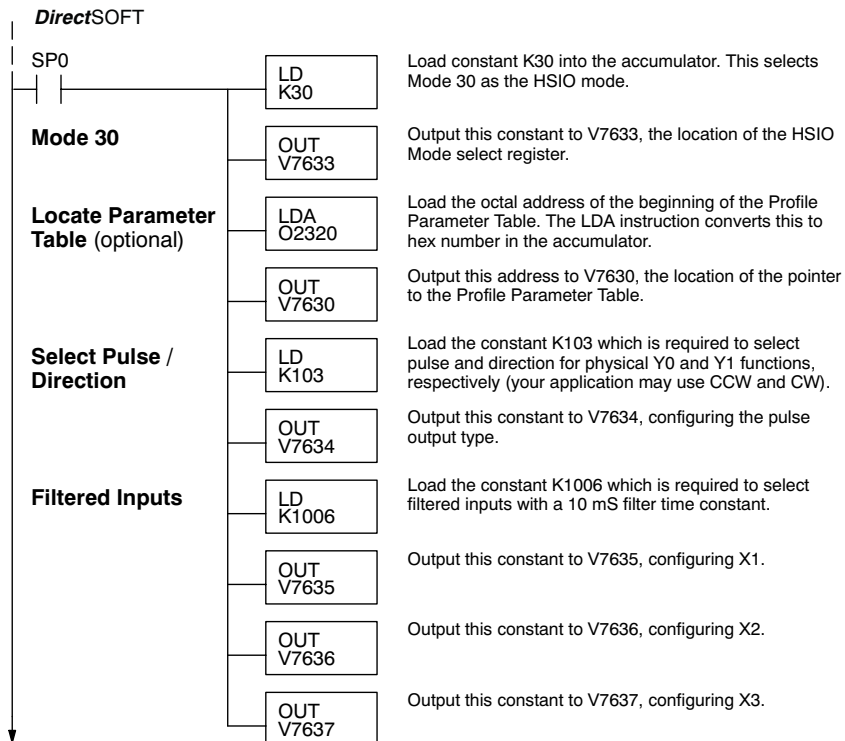 DirectSOFT
SP0
LD
K30
Load constant K30 into the accumulator. This selects
Mode 30 as the HSIO mode.
Mode 30
OUT
V7633
Output this constant to V7633, the location of the HSIO
Mode select register.
Locate Parameter
Table (optional)
LDA
O2320
Load the octal address of the beginning of the Profile
Parameter Table. The LDA instruction converts this to
hex number in the accumulator.
OUT
V7630
Output this address to V7630, the location of the pointer
to the Profile Parameter Table.
Select Pulse /
Direction
LD
K103
Load the constant K103 which is required to select
pulse and direction for physical Y0 and Y1 functions,
respectively (your application may use CCW and CW).
OUT
V7634
Output this constant to V7634, configuring the pulse
output type.
Filtered Inputs
LD
K1006
Load the constant K1006 which is required to select
filtered inputs with a 10 mS filter time constant.
OUT
V7635
Output this constant to V7635, configuring X1.
OUT
V7636
Output this constant to V7636, configuring X2.
OUT
V7637
Output this constant to V7637, configuring X3.